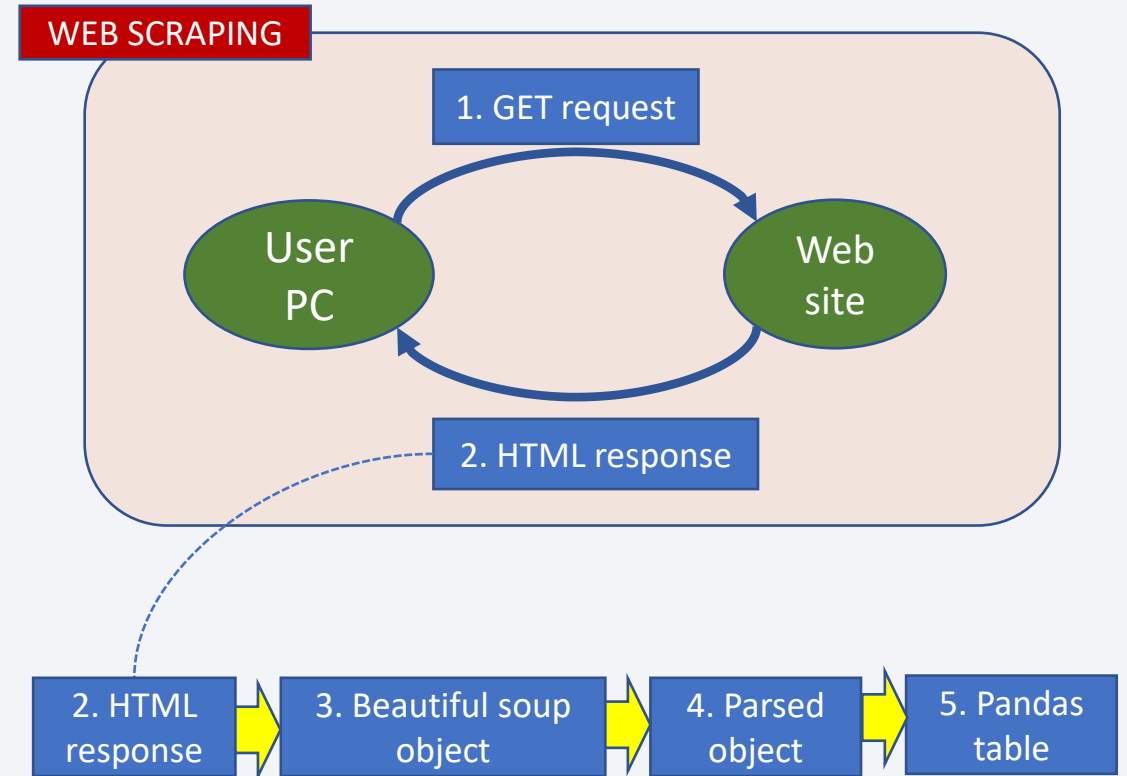 WEB SCRAPING
1. GET request
User
PC
Web
site
2. HTML response
2. HTML
response
3. Beautiful soup
object
4. Parsed
object
5. Pandas
table